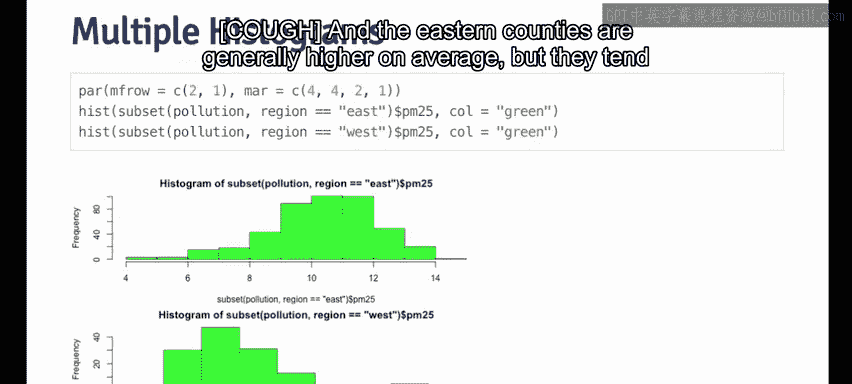 Multiple Histograms
[COUGH] And the eastern counties are
generally higher on average, but they tend
par(mfrow = c(2, 1), mar = c(4, 4, 2, 1))
hist(subset(pollution, region == "east")$pm25, col = "green")
hist(subset(pollution, region == "west")$pm25, col = "green")
Histogram of subset(pollution, region == "east")$pm25
Frequency
80
40
0
4 6 8 10 12 14
subset(pollution, region == "east")$pm25
Histogram of subset(pollution, region == "west")$pm25
Frequency
40
20